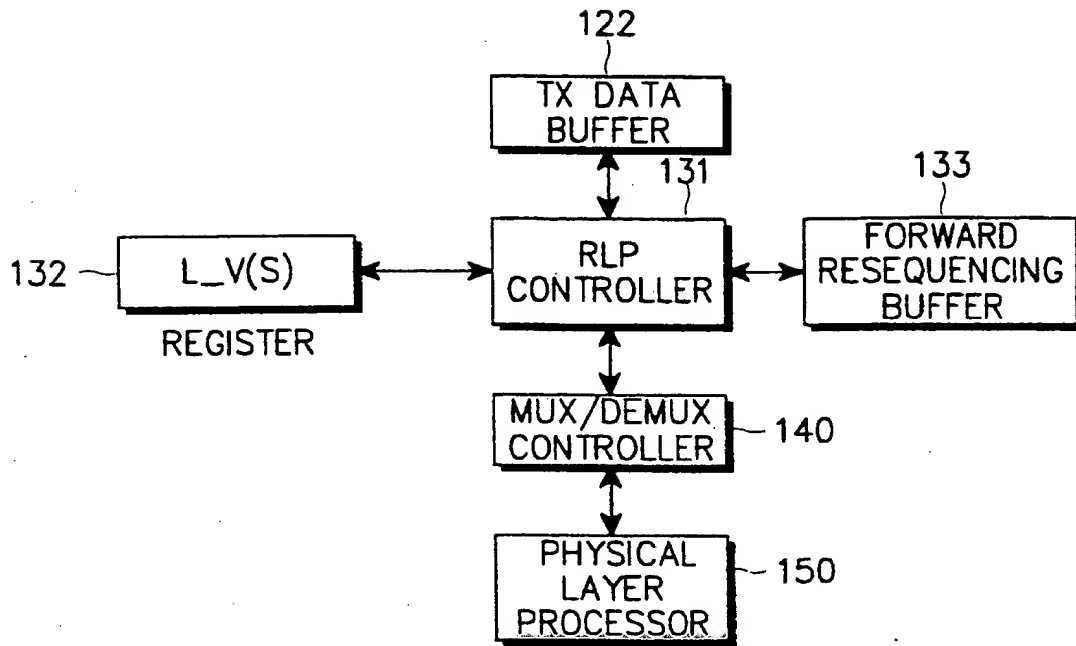 122
TX DATA
BUFFER
131
133
132
L_V(S)
REGISTER
RLP
CONTROLLER
FORWARD
RESEQUENCING
BUFFER
MUX/DEMUX
CONTROLLER
140
PHYSICAL
LAYER
PROCESSOR
150